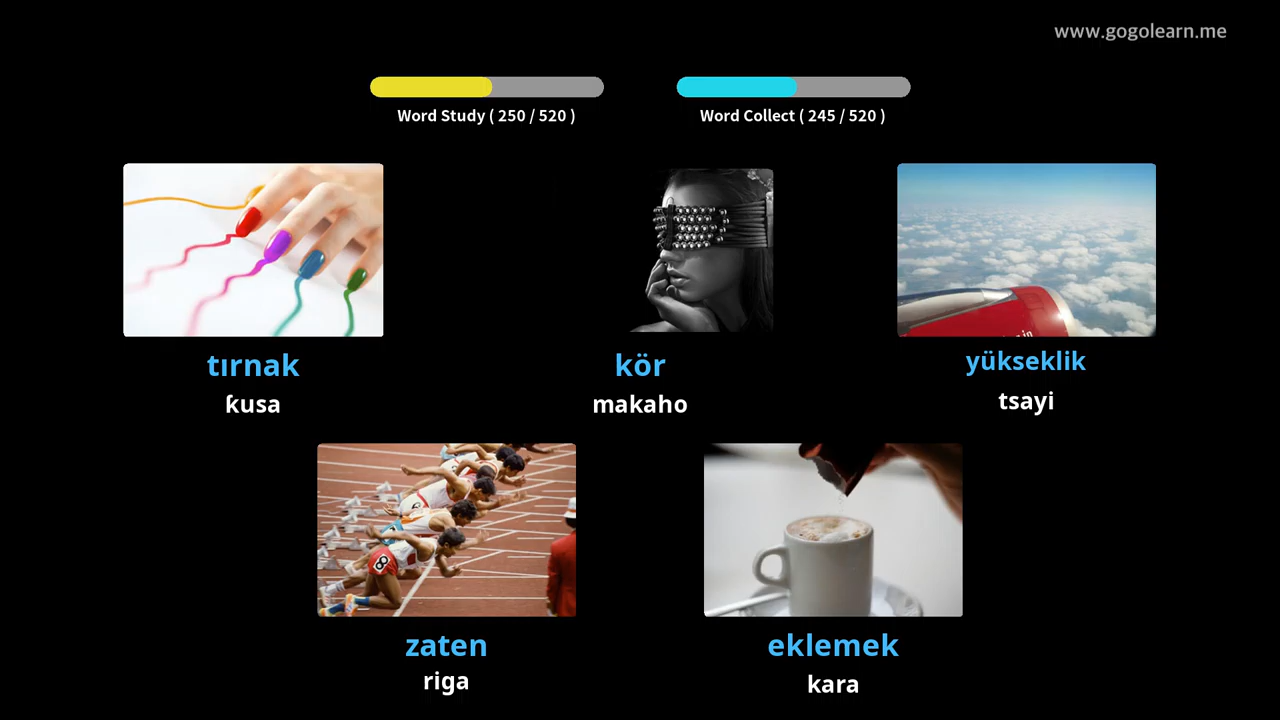 www.gogolearn.me
Word Study ( 250 / 520 )
Word Collect ( 245 / 520 )
tırnak
ƙusa
kör
makaho
yükseklik
tsayi
zaten
riga
eklemek
kara
8